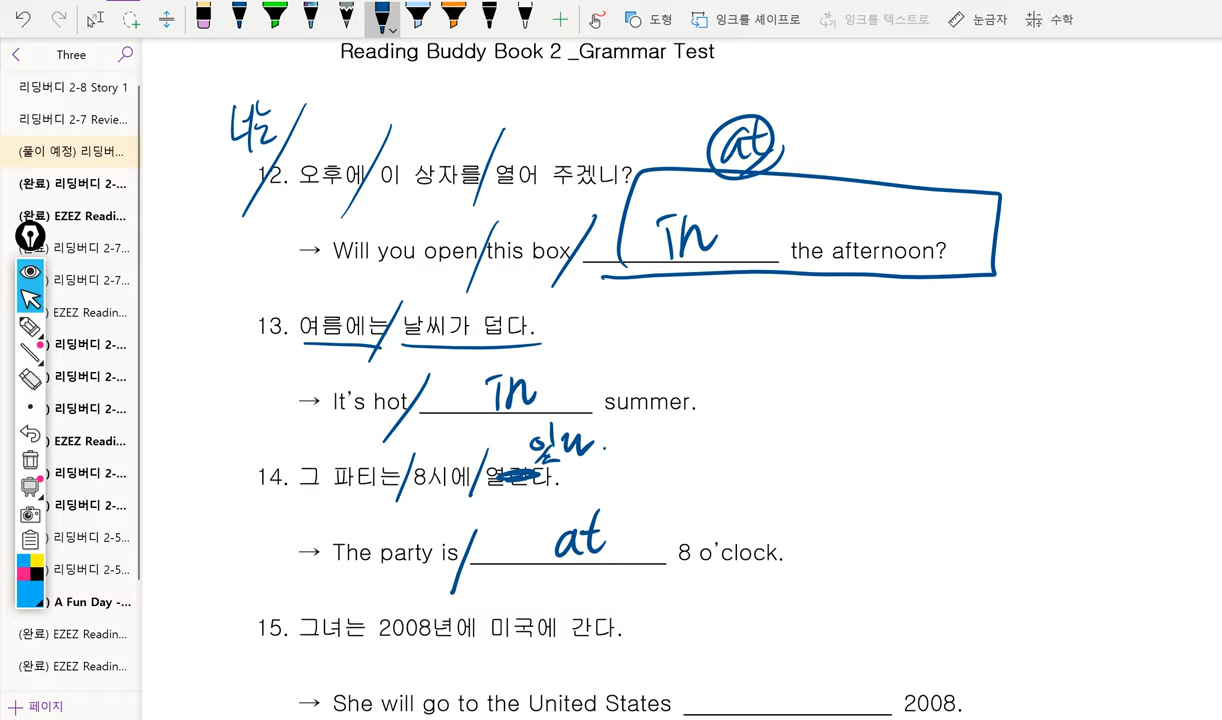 도형
잉크를 셰이프로
잉크를 텍스트로
눈금자
수학
Three
리딩버디 2-8 Story 1
리딩버디 2-7 Revie...
(풀이 예정) 리딩버...
(완료) 리딩버디 2-...
(완료) EZEZ Readi...
리딩버디 2-7...
) 리딩버디 2-7...
) EZEZ Readin...
) 리딩버디 2-...
) 리딩버디 2-...
) 리딩버디 2-...
) EZEZ Readi...
) 리딩버디 2-...
) 리딩버디 2-...
) 리딩버디 2-5...
) 리딩버디 2-5...
) A Fun Day -...
(완료) EZEZ Readin...
(완료) EZEZ Readin...
페이지
Reading Buddy Book 2 _Grammar Test
너는
at
12. 오후에 이 상자를 열어 주겠니?
→ Will you open this box in the afternoon?
13. 여름에는 날씨가 덥다.
→ It's hot in summer.
14. 그 파티는 8시에 열린다.
→ The party is at 8 o'clock.
15. 그녀는 2008년에 미국에 간다.
→ She will go to the United States ____ 2008.